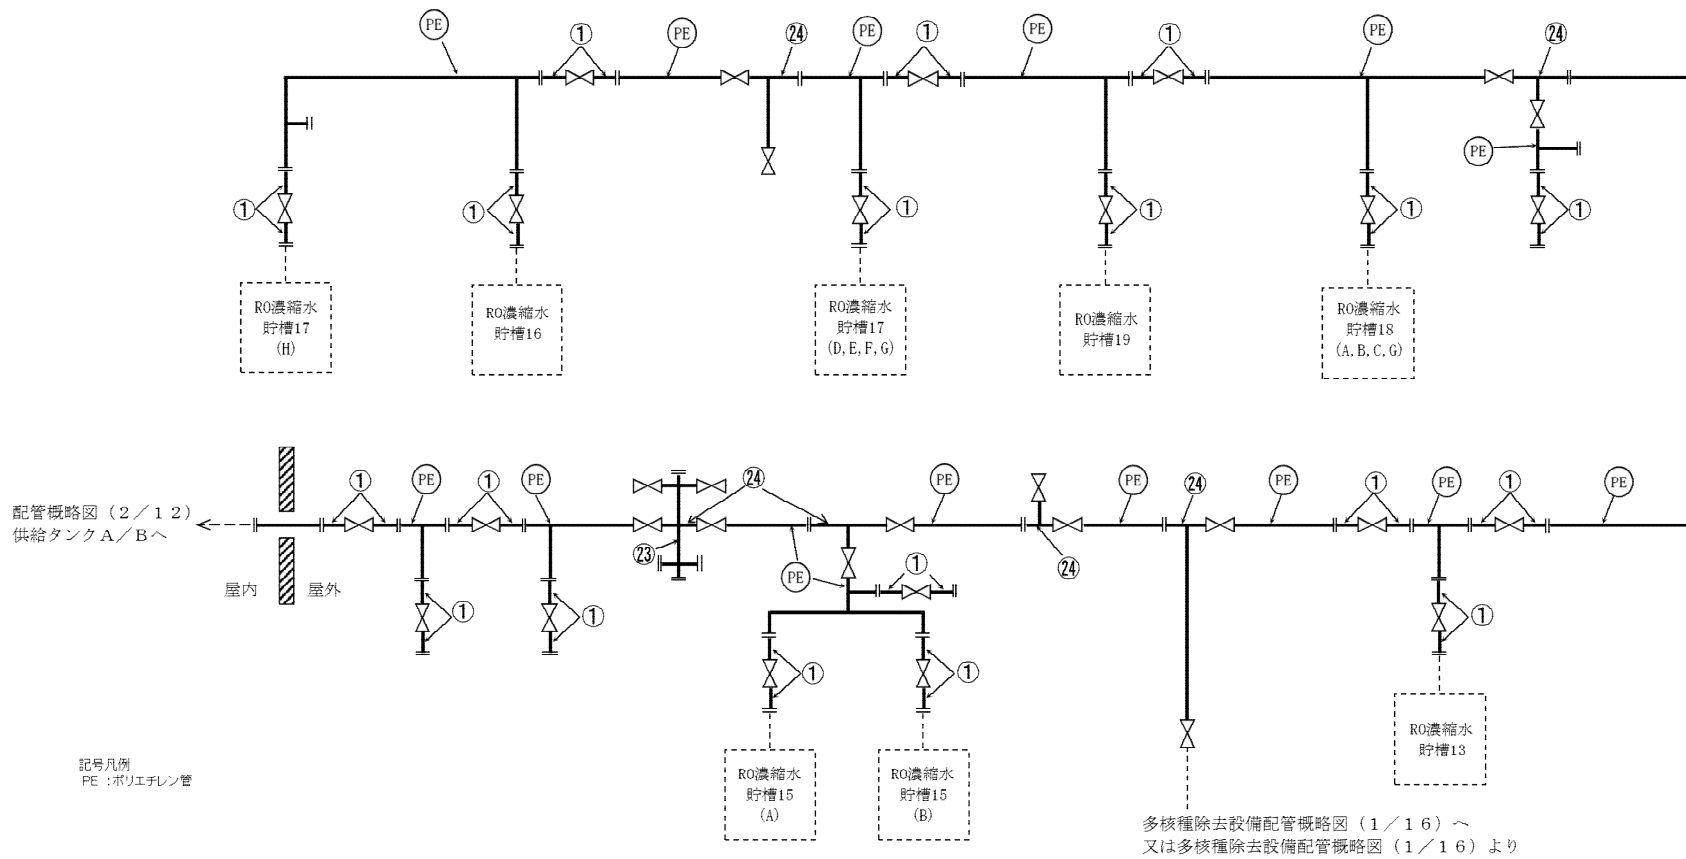 PE
①
PE
㉔
PE
①
PE
①
PE
㉔
PE
①
①
①
①
①
①
RO濃縮水
貯槽17
(H)
RO濃縮水
貯槽16
RO濃縮水
貯槽17
(D, E, F, G)
RO濃縮水
貯槽19
RO濃縮水
貯槽18
(A, B, C, G)
配管概略図(2/12)
供給タンクA/Bへ
屋内
屋外
①
PE
①
PE
㉔
㉓
PE
PE
①
㉔
PE
㉔
PE
①
PE
①
PE
①
①
①
①
①
RO濃縮水
貯槽15
(A)
RO濃縮水
貯槽15
(B)
RO濃縮水
貯槽13
多核種除去設備配管概略図(1/16)へ
又は多核種除去設備配管概略図(1/16)より
記号凡例
PE :ポリエチレン管